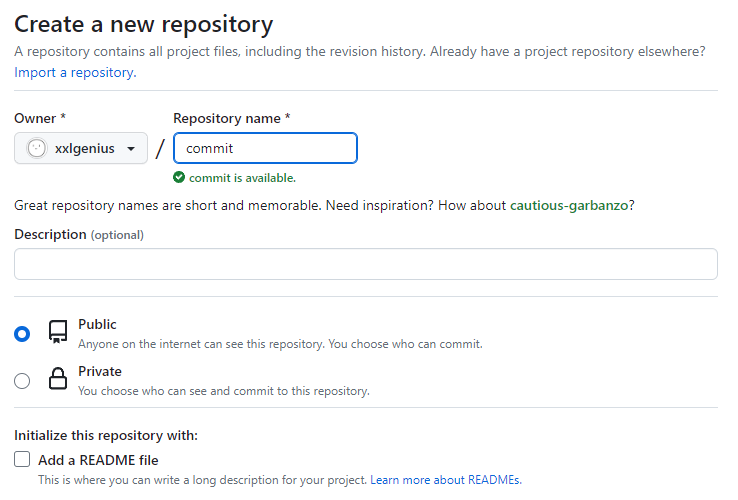 Create a new repository
A repository contains all project files, including the revision history. Already have a project repository elsewhere?
Import a repository.
Owner * Repository name *
xxlgenius / commit
commit is available.
Great repository names are short and memorable. Need inspiration? How about cautious-garbanzo?
Description (optional)
Public
Anyone on the internet can see this repository. You choose who can commit.
Private
You choose who can see and commit to this repository.
Initialize this repository with:
Add a README file
This is where you can write a long description for your project. Learn more about READMEs.